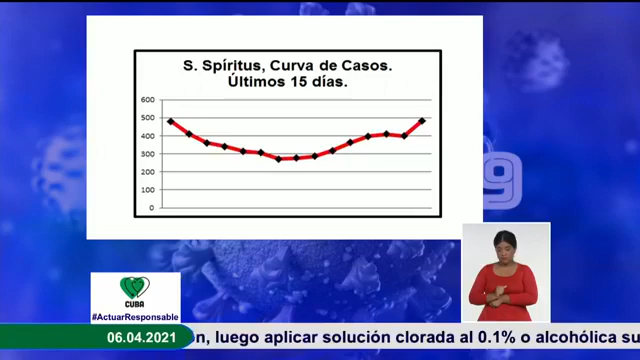 S. Spíritus, Curva de Casos.
Últimos 15 días.
600
500
400
300
200
100
0
9
CUBA
#ActuarResponsable
06.04.2021
n, luego aplicar solución clorada al 0.1% o alcohólica su